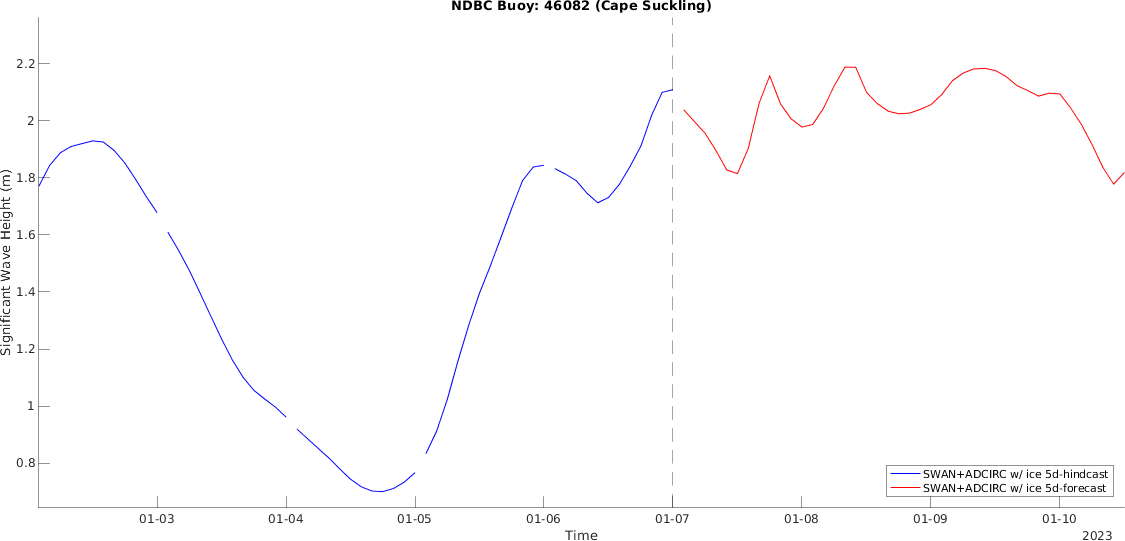 NDBC Buoy: 46082 (Cape Suckling)
Significant Wave Height (m)
2.2
2
1.8
1.6
1.4
1.2
1
0.8
SWAN+ADCIRC w/ ice 5d-hindcast
SWAN+ADCIRC w/ ice 5d-forecast
01-03 01-04 01-05 01-06 01-07 01-08 01-09 01-10
Time
2023